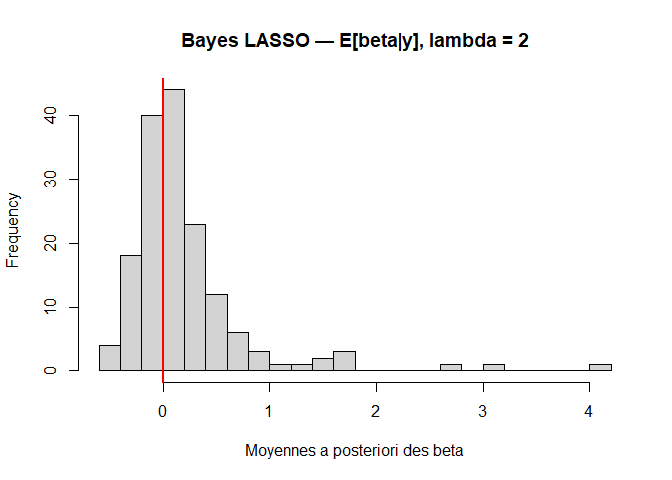 Bayes LASSO — E[beta|y], lambda = 2
Frequency
40
30
20
10
0
0 1 2 3 4
Moyennes a posteriori des beta